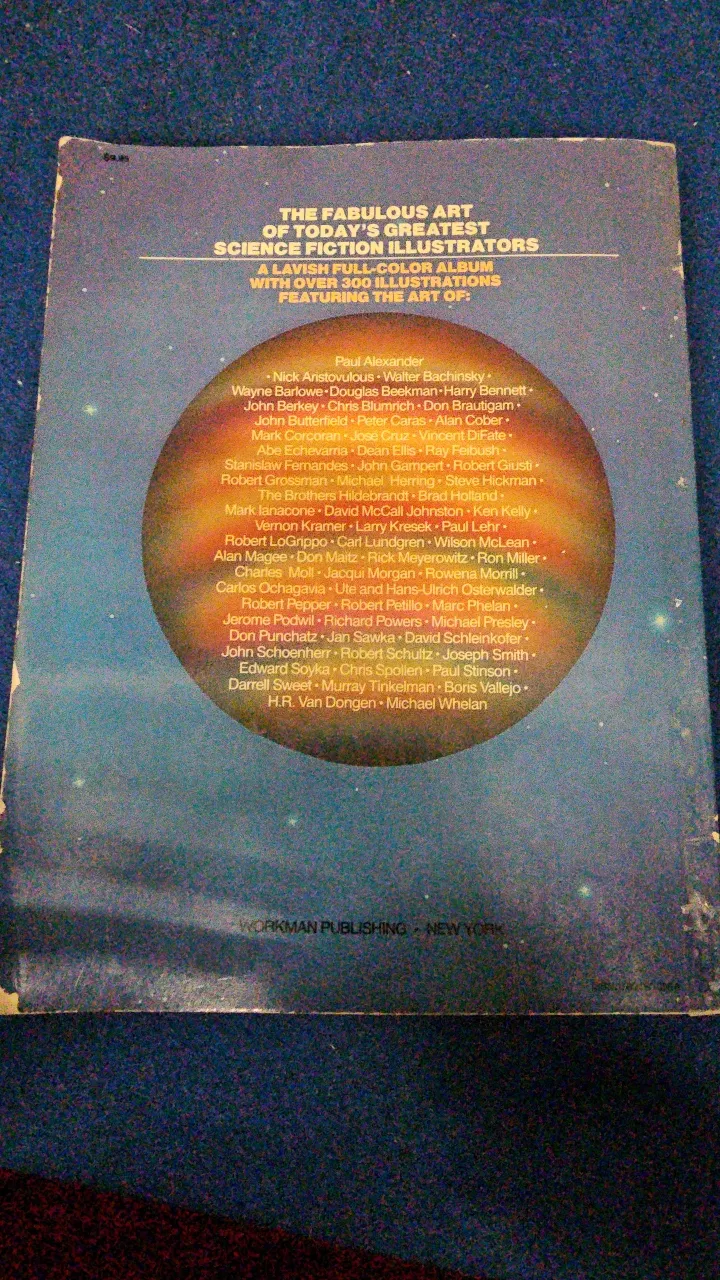 THE FABULOUS ART
OF TODAY'S GREATEST
SCIENCE FICTION ILLUSTRATORS
A LAVISH FULL-COLOR ALBUM
WITH OVER 300 ILLUSTRATIONS
FEATURING THE ART OF:
Paul Alexander
• Nick Aristovulous • Walter Bachinsky •
Wayne Barlowe • Douglas Beekman • Harry Bennett •
John Berkey • Chris Blumrich • Don Brautigam •
John Butterfield • Peter Caras • Alan Cober •
Mark Corcoran • José Cruz • Vincent DiFate •
Abe Echevarria • Dean Ellis • Ray Feibush •
Stanislaw Fernandes • John Gampert • Robert Giusti •
Robert Grossman • Michael Herring • Steve Hickman •
The Brothers Hildebrandt • Brad Holland •
Mark Ianacone • David McCall Johnston • Ken Kelly •
Vernon Kramer • Larry Kresek • Paul Lehr •
Robert LoGrippo • Carl Lundgren • Wilson McLean •
Alan Magee • Don Maitz • Rick Meyerowitz • Ron Miller •
Charles Moll • Jacqui Morgan • Rowena Morrill •
Carlos Ochagavia • Ute and Hans-Ulrich Osterwalder •
Robert Pepper • Robert Petillo • Marc Phelan •
Jerome Podwil • Richard Powers • Michael Presley •
Don Punchatz • Jan Sawka • David Schleinkofer •
John Schoenherr • Robert Schultz • Joseph Smith •
Edward Soyka • Chris Spollen • Paul Stinson •
Darrell Sweet • Murray Tinkelman • Boris Vallejo •
H.R. Van Dongen • Michael Whelan
WORKMAN PUBLISHING • NEW YORK